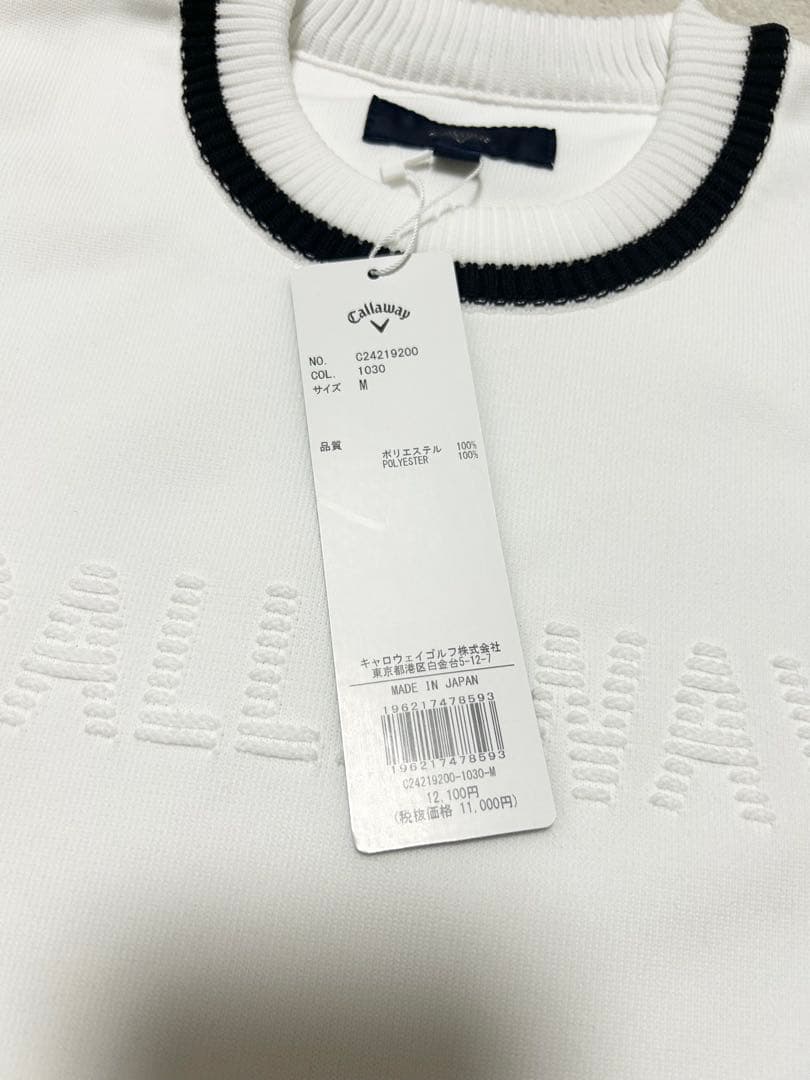 Callaway
NO. C24219200
COL. 1030
サイズ M
品質 ポリエステル 100%
POLYESTER 100%
キャロウェイゴルフ株式会社
東京都港区白金台5-12-7
MADE IN JAPAN
196217478593
196217478593
C24219200-1030-M
12,100円
(税抜価格 11,000円)
ALL WAY